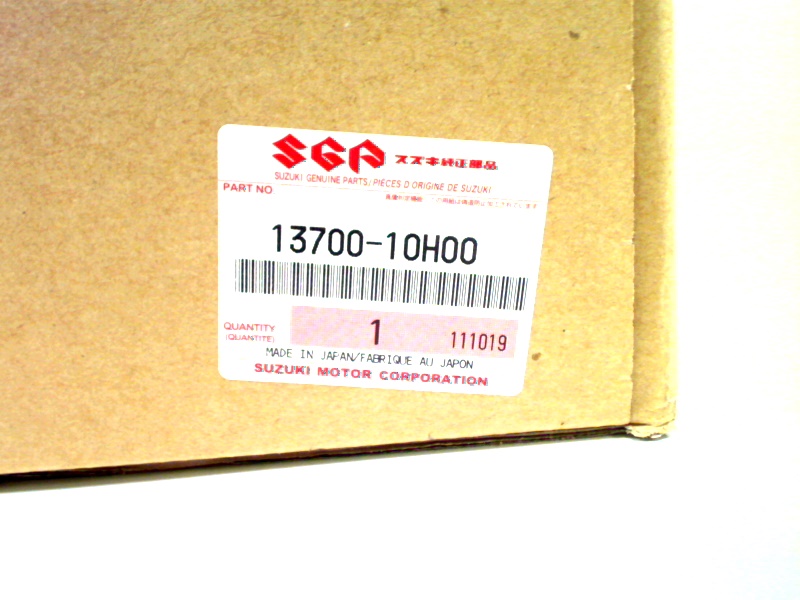 SGP スズキ純正部品
SUZUKI GENUINE PARTS/PIÈCES D'ORIGINE DE SUZUKI
PART NO
13700-10H00
QUANTITY 1 111019
(QUANTITE)
MADE IN JAPAN/FABRIQUE AU JAPON
SUZUKI MOTOR CORPORATION